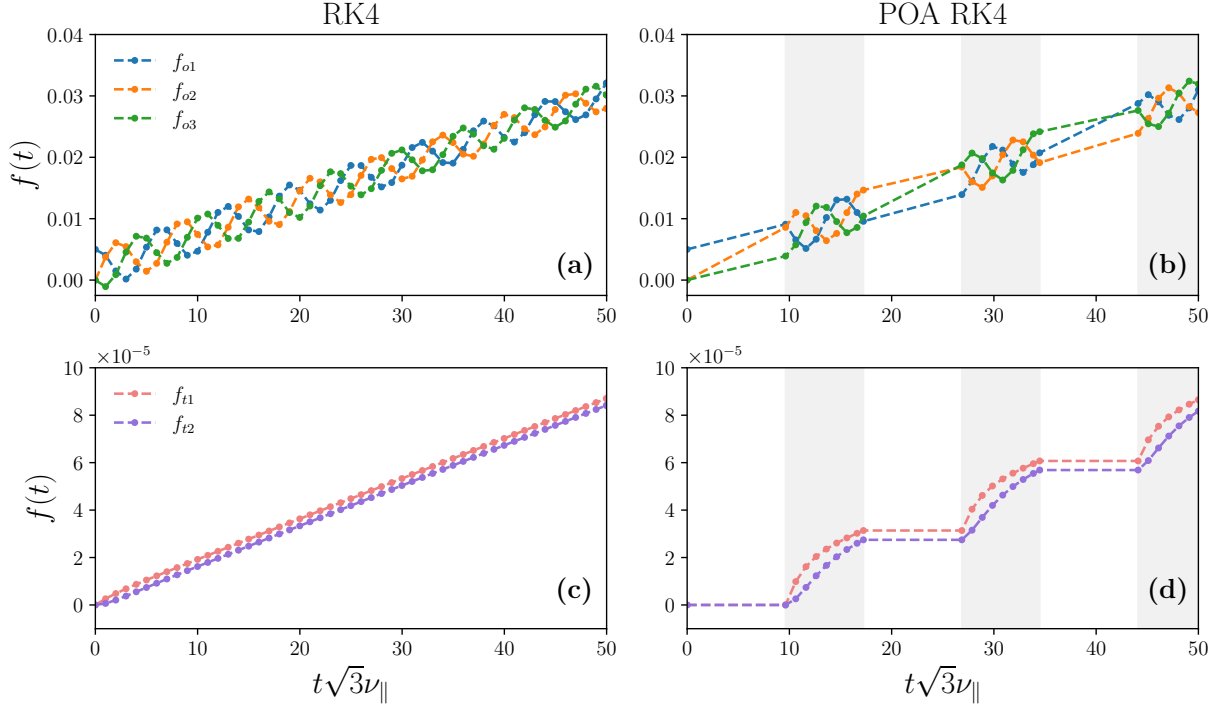 RK4
POA RK4
0.04
0.03
0.02
0.01
0.00
f(t)
f_{o1}
f_{o2}
f_{o3}
(a)
0 10 20 30 40 50
0.04
0.03
0.02
0.01
0.00
f(t)
(b)
0 10 20 30 40 50
×10⁻⁵
10
8
6
4
2
0
f(t)
f_{t1}
f_{t2}
(c)
0 10 20 30 40 50
t√3ν_∥
×10⁻⁵
10
8
6
4
2
0
f(t)
(d)
0 10 20 30 40 50
t√3ν_∥